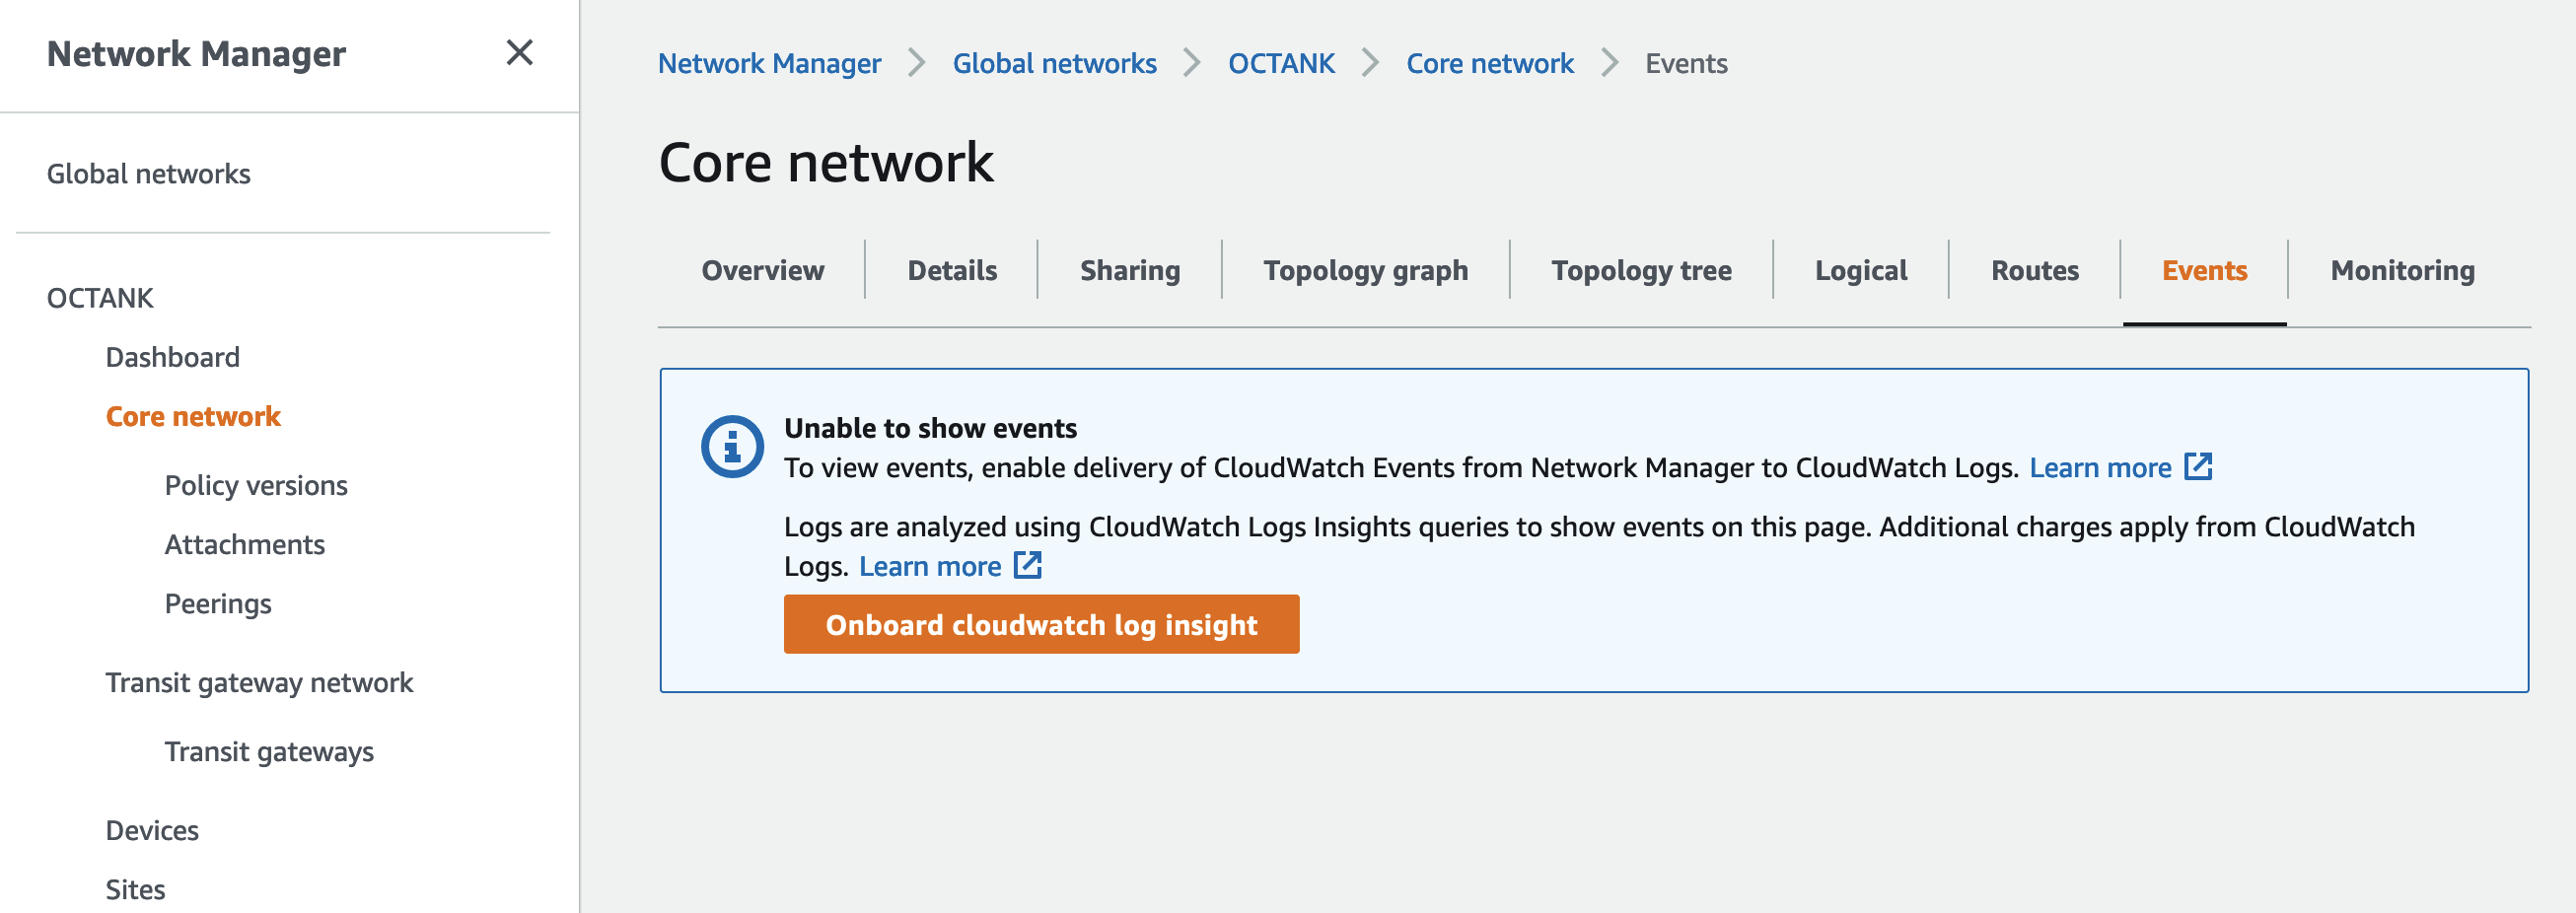 Network Manager
Global networks
OCTANK
Dashboard
Core network
Policy versions
Attachments
Peerings
Transit gateway network
Transit gateways
Devices
Sites
Network Manager > Global networks > OCTANK > Core network > Events
Core network
Overview Details Sharing Topology graph Topology tree Logical Routes Events Monitoring
Unable to show events
To view events, enable delivery of CloudWatch Events from Network Manager to CloudWatch Logs. Learn more
Logs are analyzed using CloudWatch Logs Insights queries to show events on this page. Additional charges apply from CloudWatch
Logs. Learn more
Onboard cloudwatch log insight